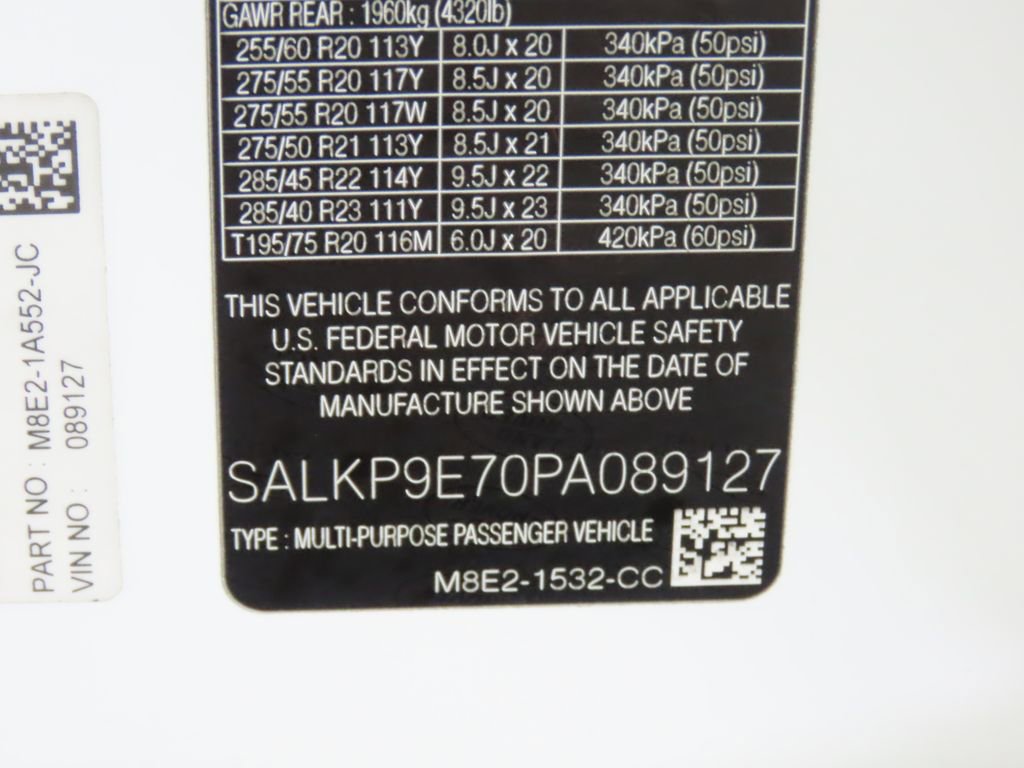 GAWR REAR : 1960kg (4320lb)
255/60 R20 113Y 8.0J x 20 340kPa (50psi)
275/55 R20 117Y 8.5J x 20 340kPa (50psi)
275/55 R20 117W 8.5J x 20 340kPa (50psi)
275/50 R21 113Y 8.5J x 21 340kPa (50psi)
285/45 R22 114Y 9.5J x 22 340kPa (50psi)
285/40 R23 111Y 9.5J x 23 340kPa (50psi)
T195/75 R20 116M 6.0J x 20 420kPa (60psi)
THIS VEHICLE CONFORMS TO ALL APPLICABLE
U.S. FEDERAL MOTOR VEHICLE SAFETY
STANDARDS IN EFFECT ON THE DATE OF
MANUFACTURE SHOWN ABOVE
SALKP9E70PA089127
TYPE : MULTI-PURPOSE PASSENGER VEHICLE
M8E2-1532-CC
PART NO : M8E2-1A552-JC
VIN NO : 089127